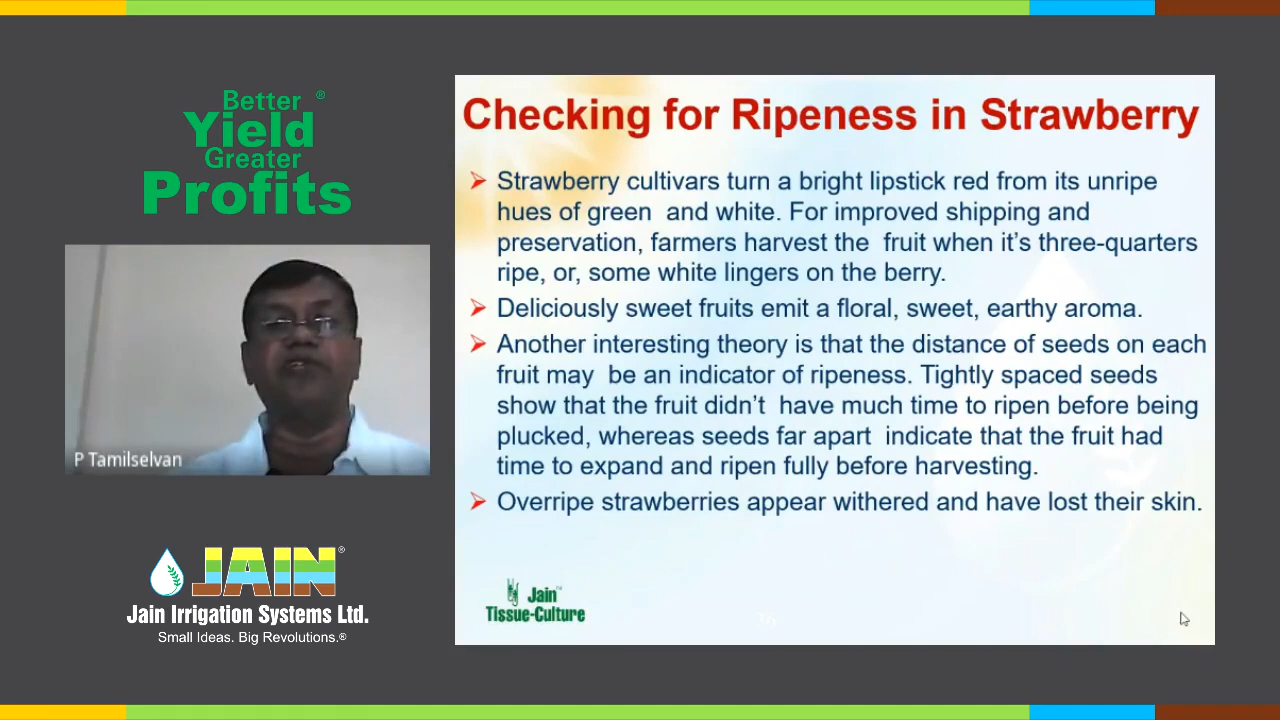 Better ®
Yield
Greater
Profits
P Tamilselvan
JAIN®
Jain Irrigation Systems Ltd.
Small Ideas. Big Revolutions.®
Checking for Ripeness in Strawberry
Strawberry cultivars turn a bright lipstick red from its unripe
hues of green and white. For improved shipping and
preservation, farmers harvest the fruit when it's three-quarters
ripe, or, some white lingers on the berry.
Deliciously sweet fruits emit a floral, sweet, earthy aroma.
Another interesting theory is that the distance of seeds on each
fruit may be an indicator of ripeness. Tightly spaced seeds
show that the fruit didn't have much time to ripen before being
plucked, whereas seeds far apart indicate that the fruit had
time to expand and ripen fully before harvesting.
Overripe strawberries appear withered and have lost their skin.
Jain™
Tissue-Culture